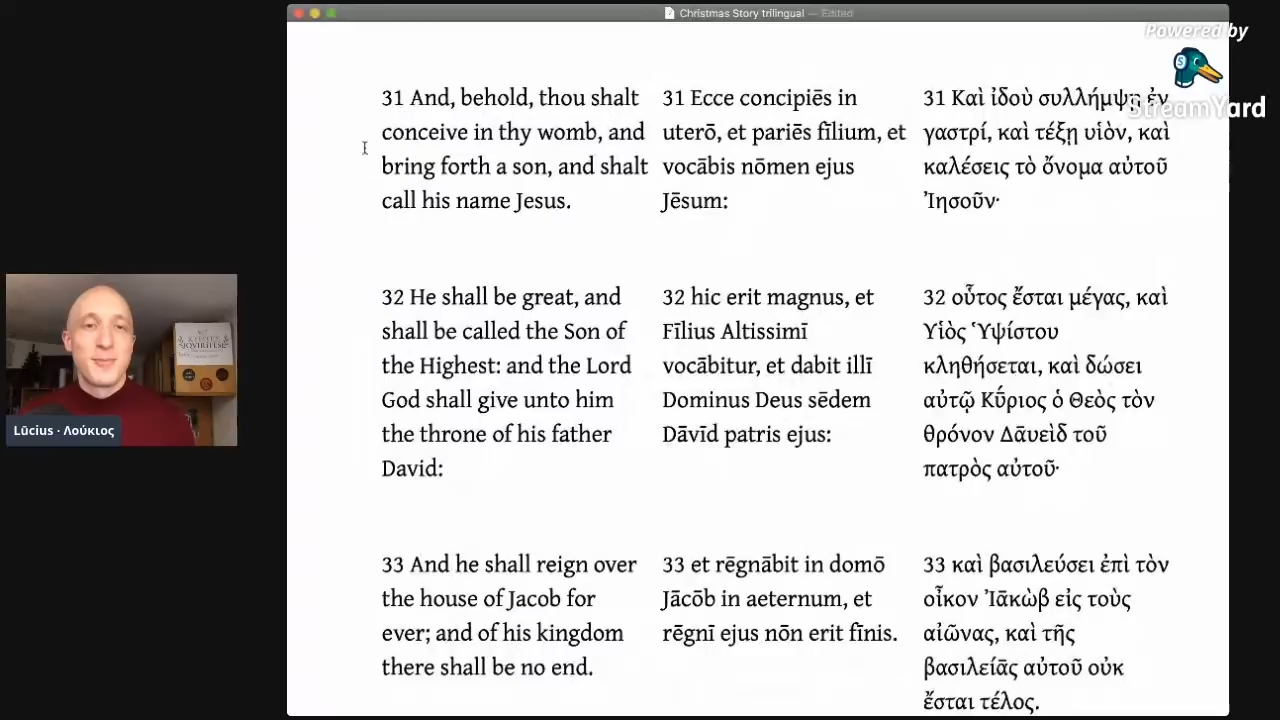 Christmas Story trilingual — Edited
Powered by
StreamYard
31 And, behold, thou shalt
conceive in thy womb, and
bring forth a son, and shalt
call his name Jesus.
31 Ecce concipiēs in
uterō, et pariēs fīlium, et
vocābis nōmen ejus
Jēsum:
31 Καὶ ἰδοὺ συλλήμψῃ ἐν
γαστρί, καὶ τέξῃ υἱὸν, καὶ
καλέσεις τὸ ὄνομα αὐτοῦ
Ἰησοῦν·
32 He shall be great, and
shall be called the Son of
the Highest: and the Lord
God shall give unto him
the throne of his father
David:
32 hic erit magnus, et
Fīlius Altissimī
vocābitur, et dabit illī
Dominus Deus sēdem
Dāvīd patris ejus:
32 οὗτος ἔσται μέγας, καὶ
Υἱὸς Ὑψίστου
κληθήσεται, καὶ δώσει
αὐτῷ Κῡ́ριος ὁ Θεὸς τὸν
θρόνον Δᾱυεὶδ τοῦ
πατρὸς αὐτοῦ·
33 And he shall reign over
the house of Jacob for
ever; and of his kingdom
there shall be no end.
33 et rēgnābit in domō
Jācōb in aeternum, et
rēgnī ejus nōn erit fīnis.
33 καὶ βασιλεύσει ἐπὶ τὸν
οἶκον Ἰᾱκὼβ εἰς τοὺς
αἰῶνας, καὶ τῆς
βασιλείᾱς αὐτοῦ οὐκ
ἔσται τέλος.
Lūcius · Λούκιος